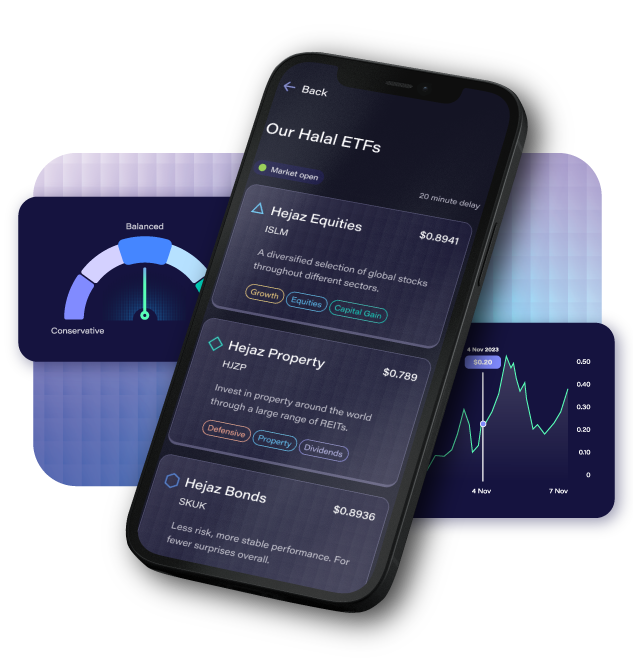 Back
Our Halal ETFs
Market open
20 minute delay
Hejaz Equities
$0.8941
ISLM
A diversified selection of global stocks
throughout different sectors.
Growth
Equities
Capital Gain
Hejaz Property
$0.789
HJZP
Invest in property around the world
through a large range of REITs.
Defensive
Property
Dividends
Hejaz Bonds
$0.8936
SKUK
Less risk, more stable performance. For
fewer surprises overall.
Balanced
Conservative
4 Nov 2023
$0.20
0.50
0.40
0.30
0.20
0.10
0
4 Nov
7 Nov